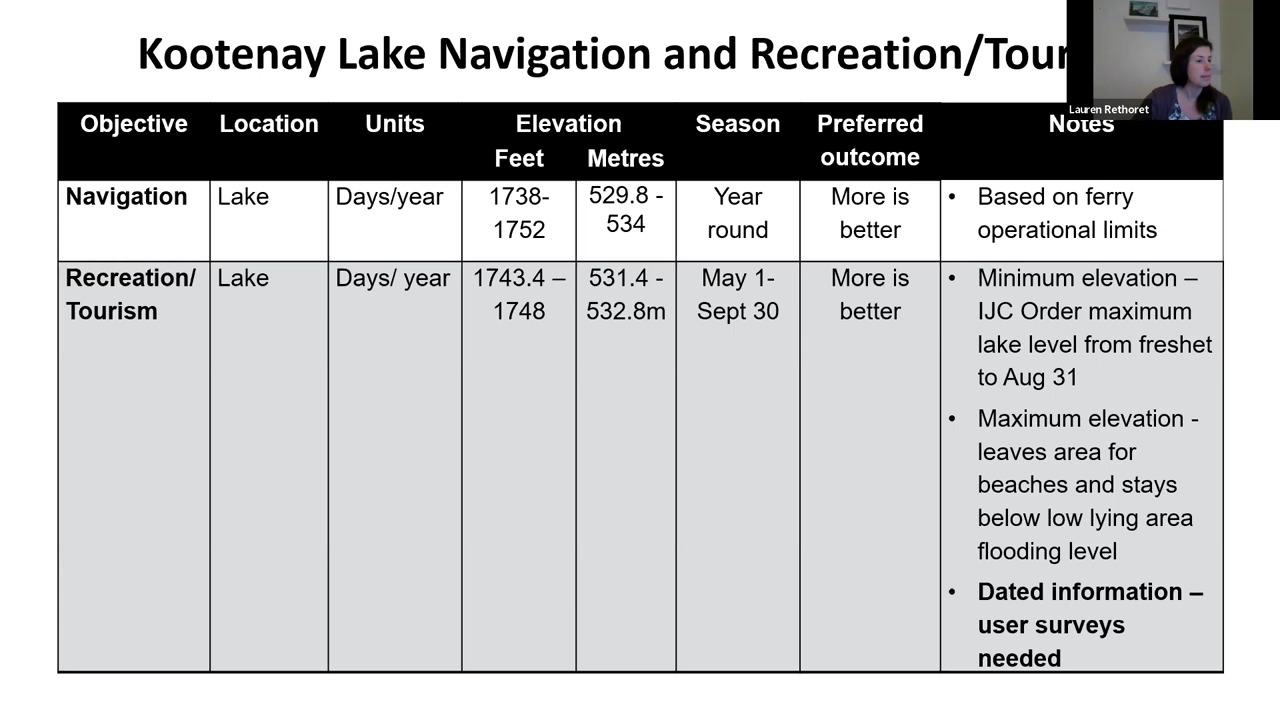 Kootenay Lake Navigation and Recreation/Tour
Lauren Rethoret
Objective Location Units Elevation Season Preferred Notes
Feet Metres outcome
Navigation Lake Days/year 1738- 529.8 - Year More is • Based on ferry
1752 534 round better operational limits
Recreation/ Lake Days/ year 1743.4 – 531.4 - May 1- More is • Minimum elevation –
Tourism 1748 532.8m Sept 30 better IJC Order maximum
lake level from freshet
to Aug 31
• Maximum elevation -
leaves area for
beaches and stays
below low lying area
flooding level
• Dated information –
user surveys
needed